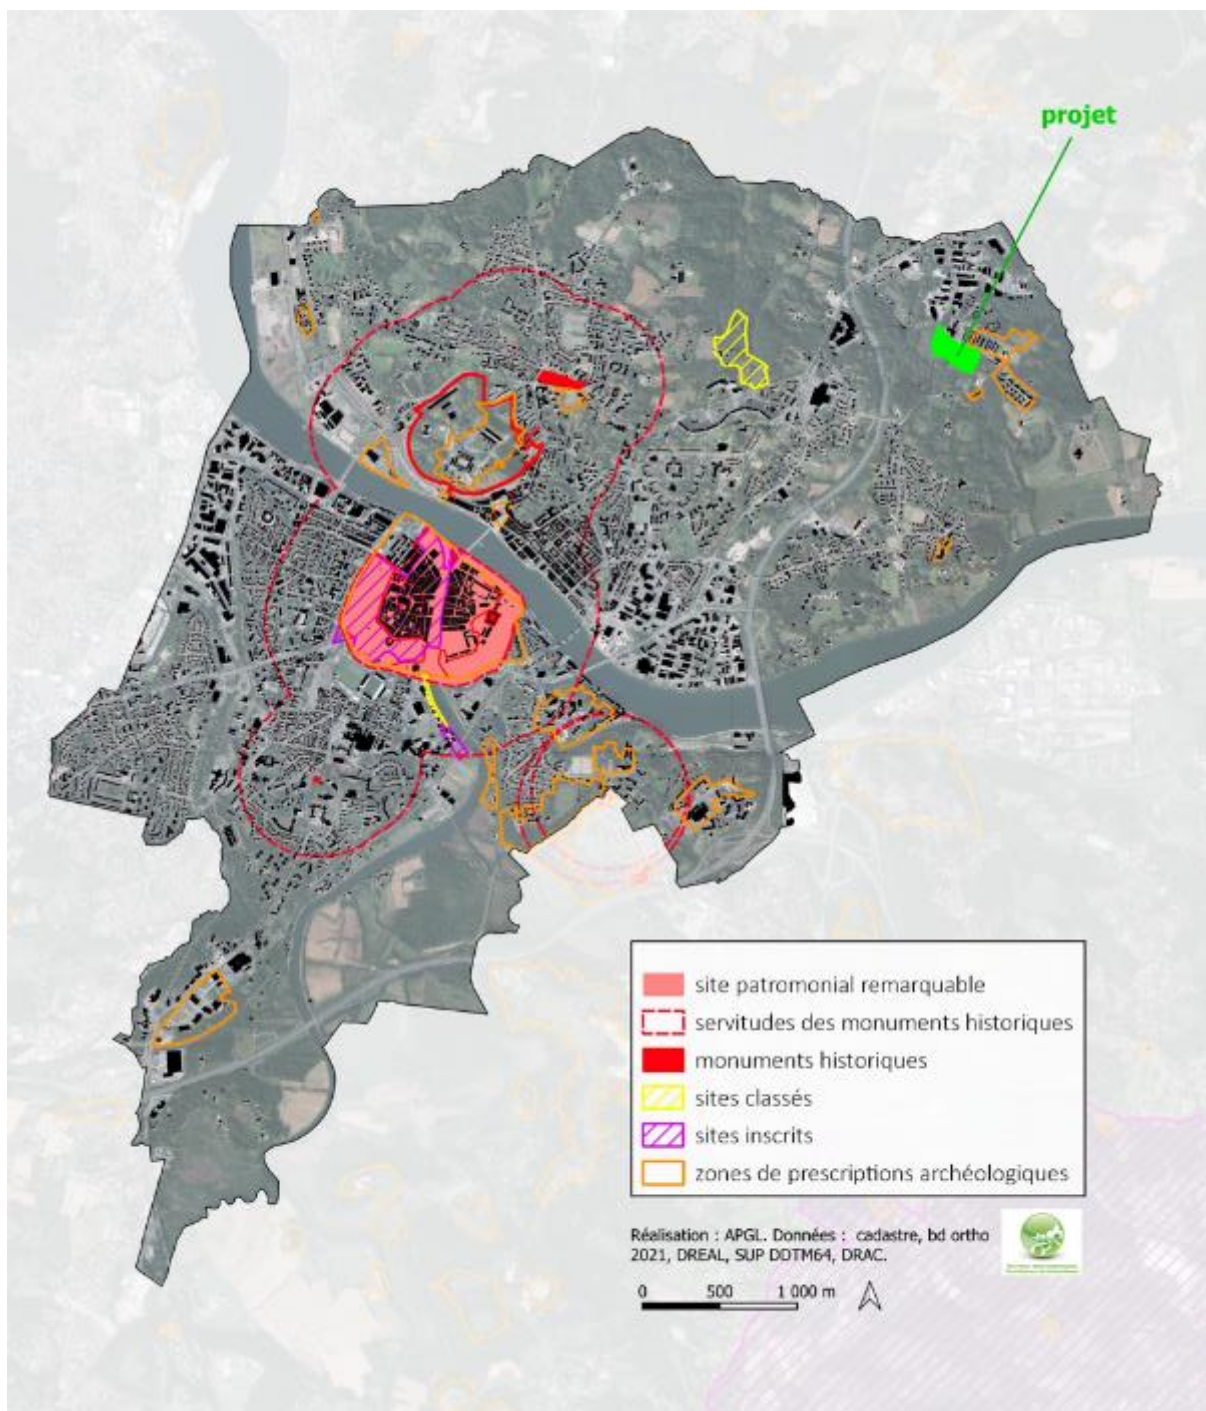 projet
site patromonial remarquable
servitudes des monuments historiques
monuments historiques
sites classés
sites inscrits
zones de prescriptions archéologiques
Réalisation : APGL. Données : cadastre, bd ortho
2021, DREAL, SUP DDTM64, DRAC.
0 500 1 000 m